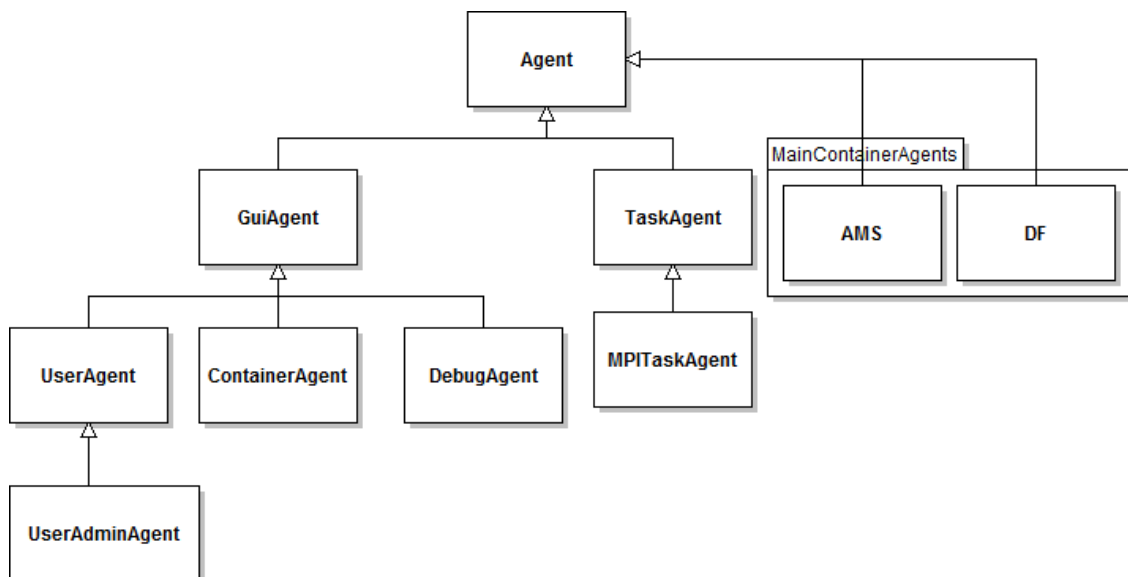 Agent
MainContainerAgents
GuiAgent
TaskAgent
AMS
DF
UserAgent
ContainerAgent
DebugAgent
MPITaskAgent
UserAdminAgent